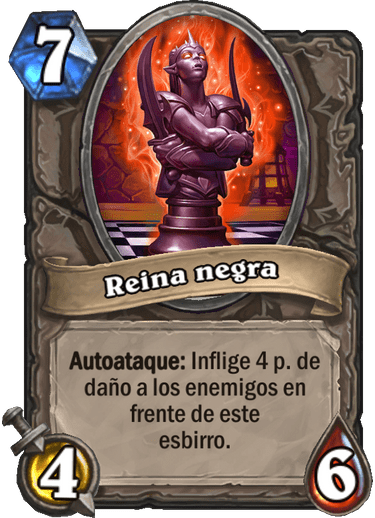 7
Reina negra
Autoataque: Inflige 4 p. de
daño a los enemigos en
frente de este
esbirro.
4
6